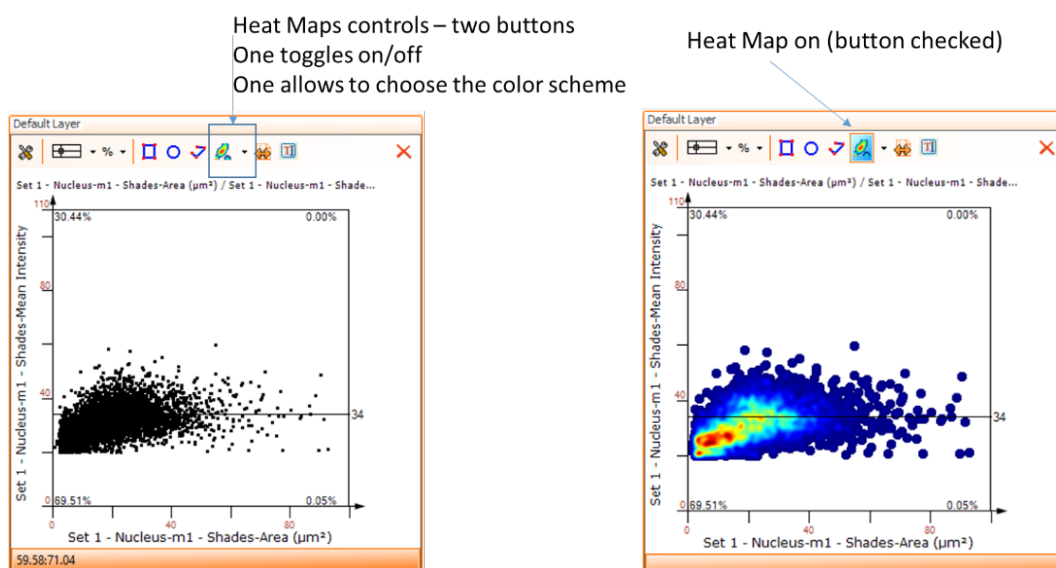 Heat Maps controls – two buttons
One toggles on/off
One allows to choose the color scheme
Heat Map on (button checked)
Default Layer
%
Set 1 - Nucleus-m1 - Shades-Area (µm²) / Set 1 - Nucleus-m1 - Shade...
110
30.44%
0.00%
80
40
34
0
69.51%
0.05%
0
40
80
Set 1 - Nucleus-m1 - Shades-Mean Intensity
Set 1 - Nucleus-m1 - Shades-Area (µm²)
59.58:71.04
Default Layer
%
Set 1 - Nucleus-m1 - Shades-Area (µm²) / Set 1 - Nucleus-m1 - Shade...
110
30.44%
0.00%
80
40
34
0
69.51%
0.05%
0
40
80
Set 1 - Nucleus-m1 - Shades-Mean Intensity
Set 1 - Nucleus-m1 - Shades-Area (µm²)